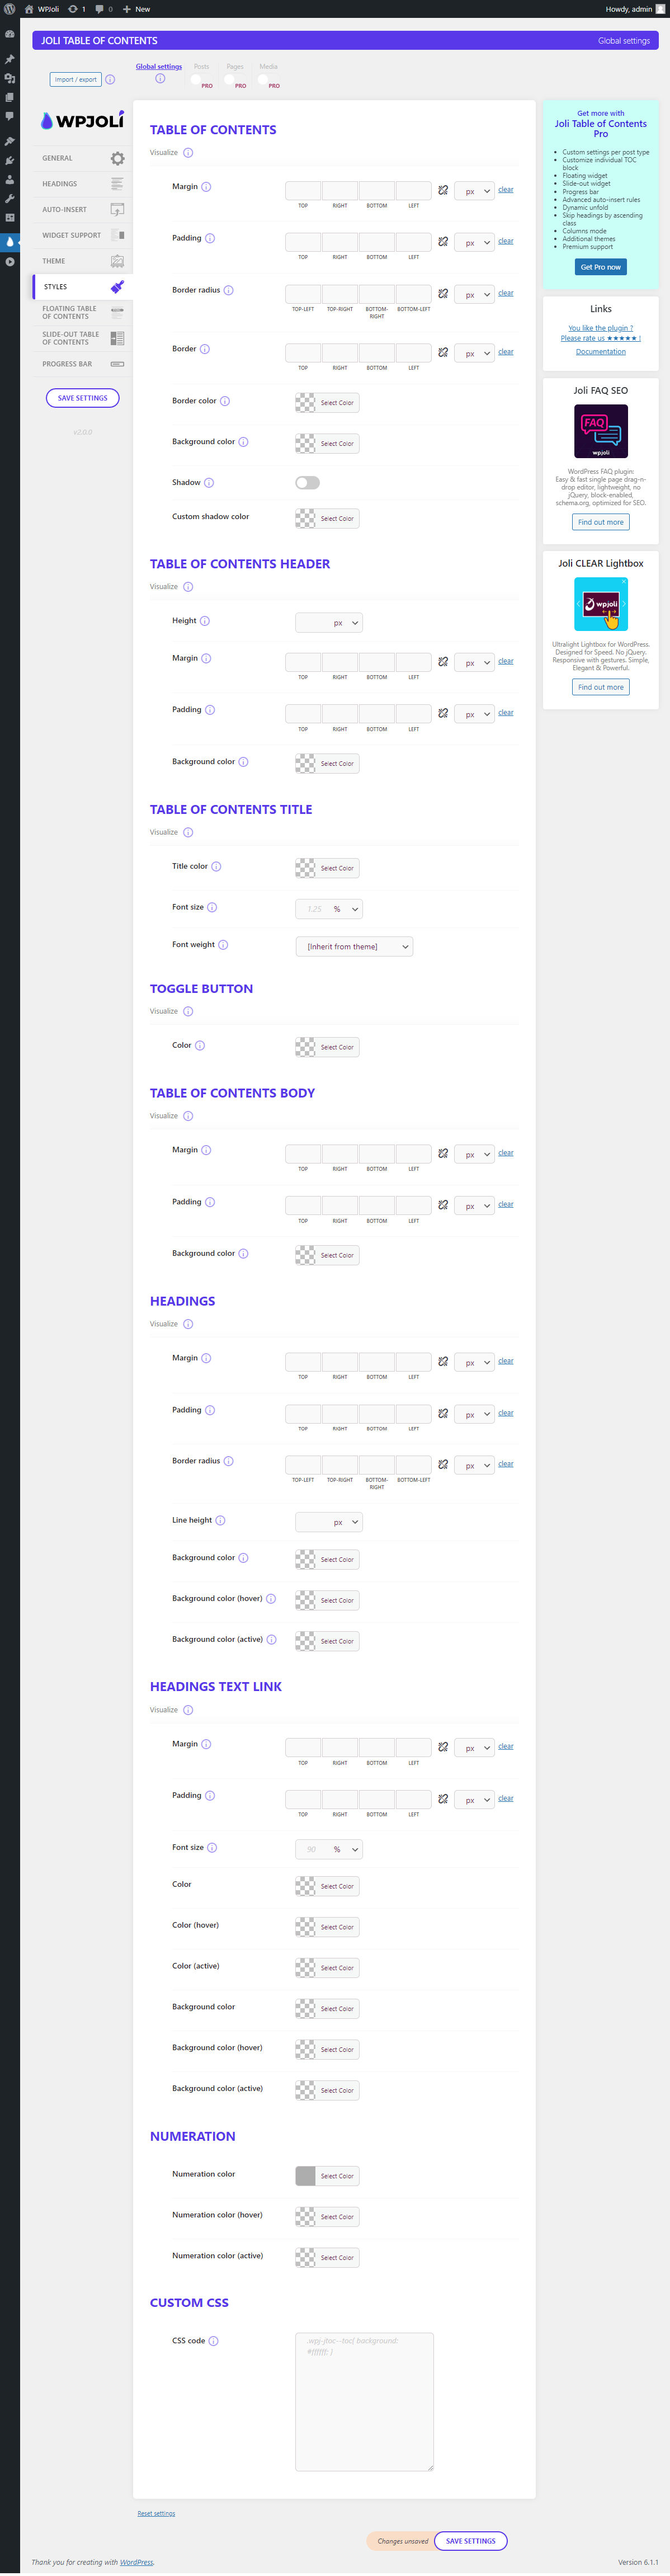 WPJoli 1 0 New Howdy, admin
JOLI TABLE OF CONTENTS Global settings
Import / export
Global settings Posts Pages Media
PRO PRO PRO
WPJOLI
GENERAL
HEADINGS
AUTO-INSERT
WIDGET SUPPORT
THEME
STYLES
FLOATING TABLE
OF CONTENTS
SLIDE-OUT TABLE
OF CONTENTS
PROGRESS BAR
SAVE SETTINGS
v2.0.0
TABLE OF CONTENTS
Visualize
Margin px clear
TOP RIGHT BOTTOM LEFT
Padding px clear
TOP RIGHT BOTTOM LEFT
Border radius px clear
TOP-LEFT TOP-RIGHT BOTTOM-RIGHT BOTTOM-LEFT
Border px clear
TOP RIGHT BOTTOM LEFT
Border color Select Color
Background color Select Color
Shadow
Custom shadow color Select Color
TABLE OF CONTENTS HEADER
Visualize
Height px
Margin px clear
TOP RIGHT BOTTOM LEFT
Padding px clear
TOP RIGHT BOTTOM LEFT
Background color Select Color
TABLE OF CONTENTS TITLE
Visualize
Title color Select Color
Font size 1.25 %
Font weight [Inherit from theme]
TOGGLE BUTTON
Visualize
Color Select Color
TABLE OF CONTENTS BODY
Visualize
Margin px clear
TOP RIGHT BOTTOM LEFT
Padding px clear
TOP RIGHT BOTTOM LEFT
Background color Select Color
HEADINGS
Visualize
Margin px clear
TOP RIGHT BOTTOM LEFT
Padding px clear
TOP RIGHT BOTTOM LEFT
Border radius px clear
TOP-LEFT TOP-RIGHT BOTTOM-RIGHT BOTTOM-LEFT
Line height px
Background color Select Color
Background color (hover) Select Color
Background color (active) Select Color
HEADINGS TEXT LINK
Visualize
Margin px clear
TOP RIGHT BOTTOM LEFT
Padding px clear
TOP RIGHT BOTTOM LEFT
Font size 90 %
Color Select Color
Color (hover) Select Color
Color (active) Select Color
Background color Select Color
Background color (hover) Select Color
Background color (active) Select Color
NUMERATION
Numeration color Select Color
Numeration color (hover) Select Color
Numeration color (active) Select Color
CUSTOM CSS
CSS code .wpj-jtoc--toc{ background:
#ffffff; }
Reset settings
Changes unsaved SAVE SETTINGS
Get more with
Joli Table of Contents
Pro
Custom settings per post type
Customize individual TOC
block
Floating widget
Slide-out widget
Progress bar
Advanced auto-insert rules
Dynamic unfold
Skip headings by ascending
class
Columns mode
Additional themes
Premium support
Get Pro now
Links
You like the plugin ?
Please rate us ★★★★★ !
Documentation
Joli FAQ SEO
FAQ
wpjoli
WordPress FAQ plugin:
Easy & fast single page drag-n-
drop editor, lightweight, no
jQuery, block-enabled,
schema.org, optimized for SEO.
Find out more
Joli CLEAR Lightbox
wpjoli
Ultralight Lightbox for WordPress.
Designed for Speed. No jQuery.
Responsive with gestures. Simple,
Elegant & Powerful.
Find out more
Thank you for creating with WordPress. Version 6.1.1